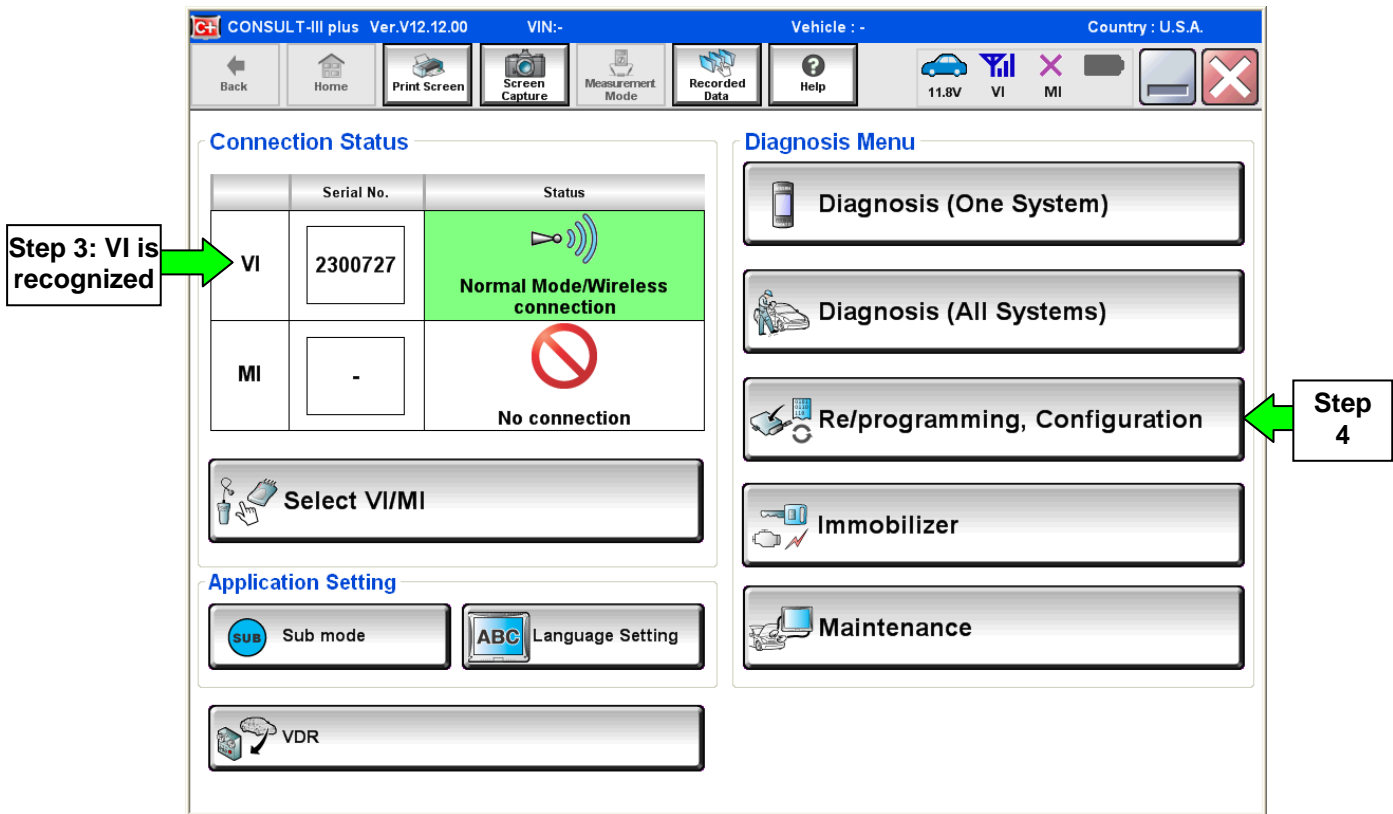 C+ CONSULT-III plus Ver.V12.12.00 VIN:- Vehicle : - Country : U.S.A.
Back
Home
Print Screen
Screen
Capture
Measurement
Mode
Recorded
Data
Help
11.8V
VI
MI
Connection Status
Serial No.
Status
VI
2300727
Normal Mode/Wireless
connection
MI
-
No connection
Select VI/MI
Application Setting
SUB
Sub mode
ABC
Language Setting
VDR
Diagnosis Menu
Diagnosis (One System)
Diagnosis (All Systems)
Re/programming, Configuration
Immobilizer
Maintenance
Step 3: VI is
recognized
Step
4